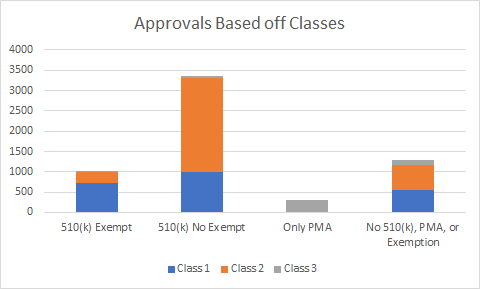 Approvals Based off Classes
4000
3500
3000
2500
2000
1500
1000
500
0
510(k) Exempt
510(k) No Exempt
Only PMA
No 510(k), PMA, or
Exemption
Class 1
Class 2
Class 3